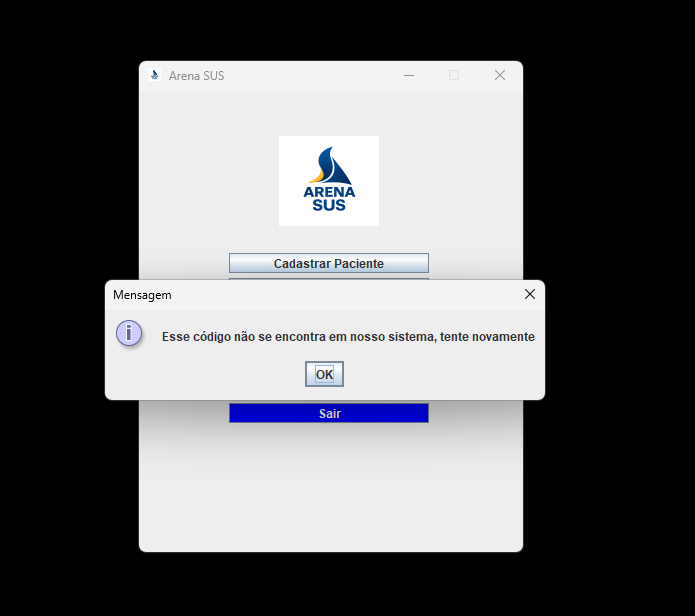 Arena SUS
ARENA
SUS
Cadastrar Paciente
Mensagem
i
Esse código não se encontra em nosso sistema, tente novamente
OK
Sair